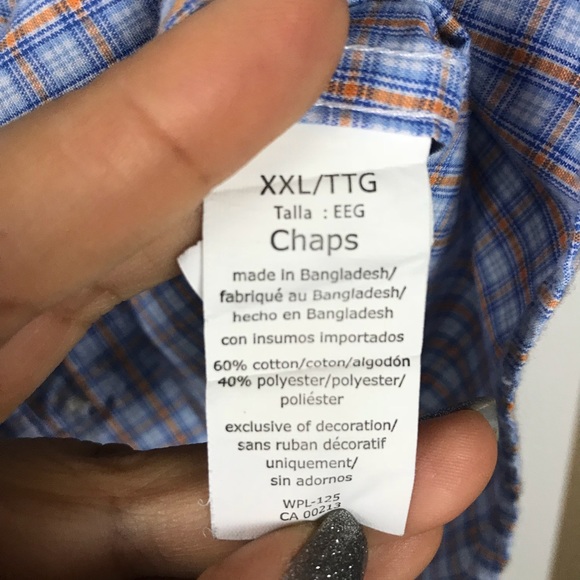 XXL/TTG
Talla : EEG
Chaps
made in Bangladesh/
fabriqué au Bangladesh/
hecho en Bangladesh
con insumos importados
60% cotton/coton/algodón
40% polyester/polyester/
poliéster
exclusive of decoration/
sans ruban décoratif
uniquement/
sin adornos
WPL-125
CA 00213